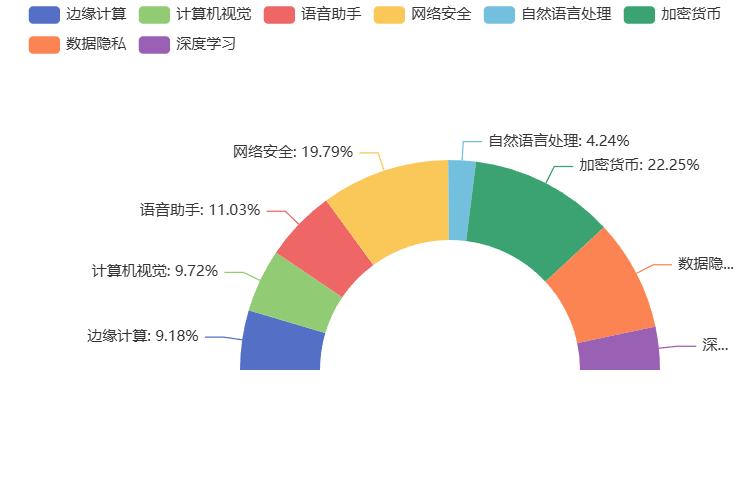 边缘计算 计算机视觉 语音助手 网络安全 自然语言处理 加密货币
数据隐私 深度学习
自然语言处理: 4.24%
网络安全: 19.79%
加密货币: 22.25%
语音助手: 11.03%
数据隐...
计算机视觉: 9.72%
边缘计算: 9.18%
深...